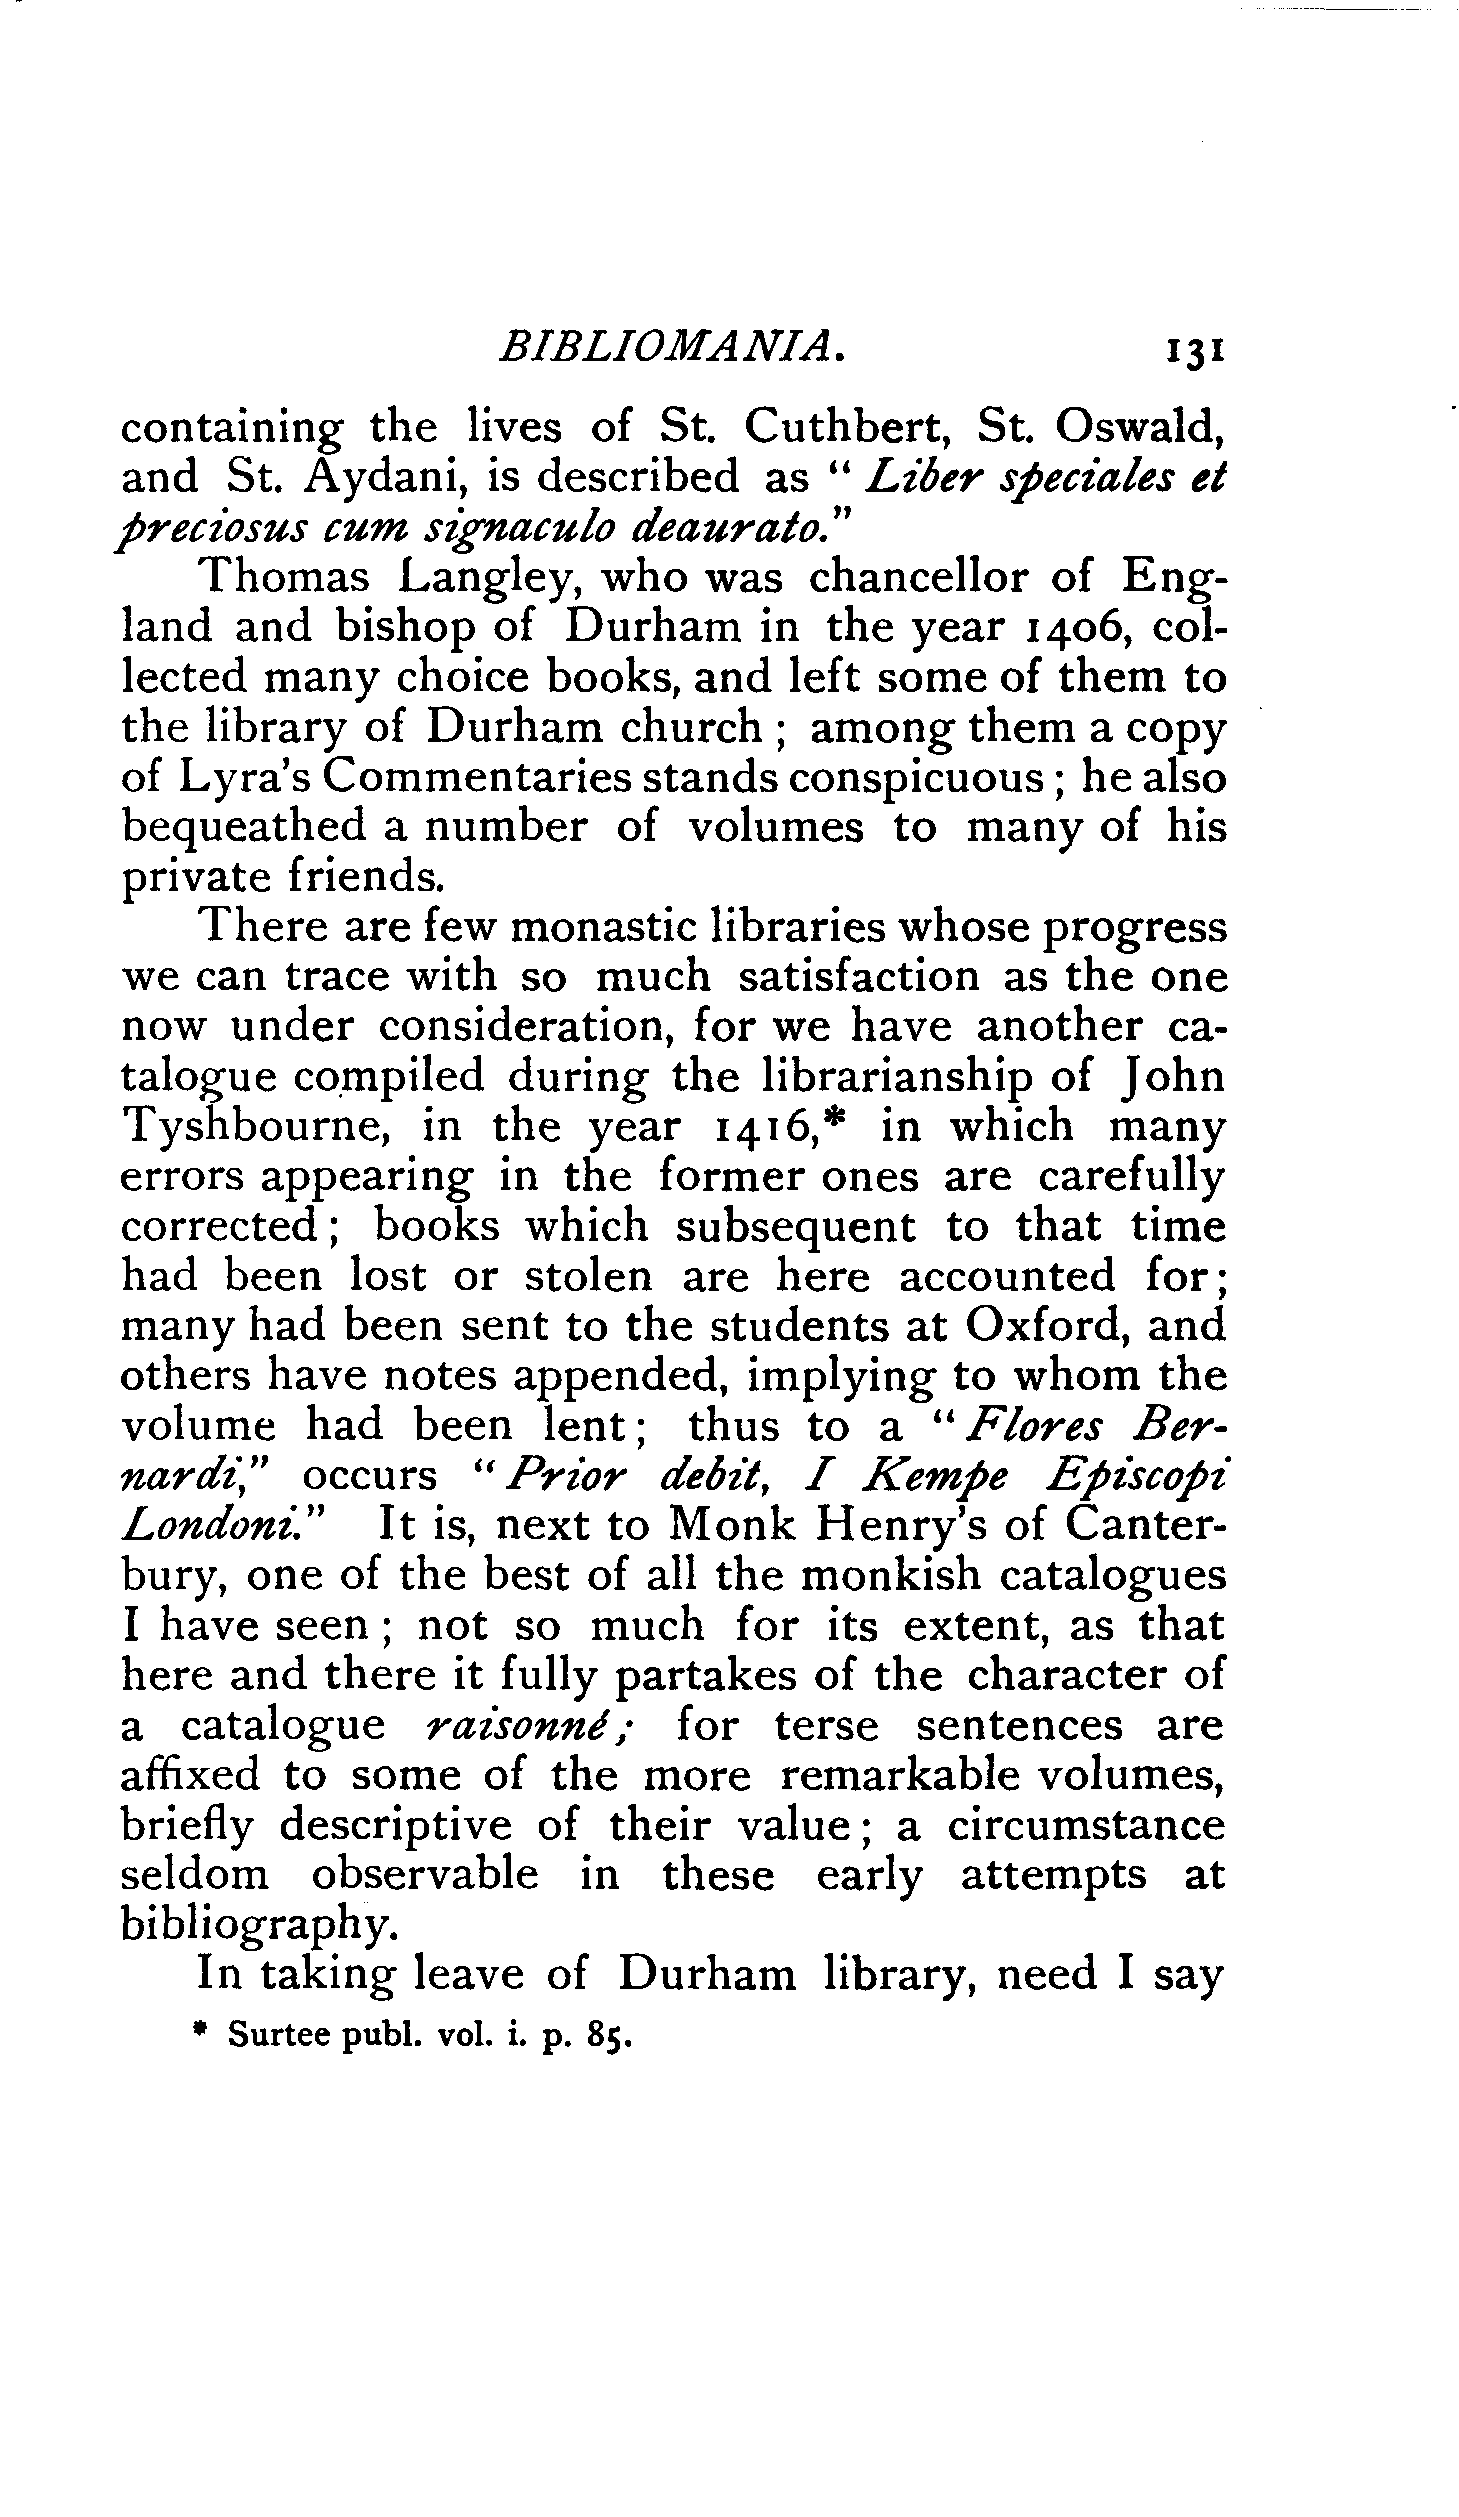 BIBLIOMANIA. 131
containing the lives of St. Cuthbert, St. Oswald,
and St. Aydani, is described as “ Liber speciales et
preciosus cum signaculo deaurato.”
Thomas Langley, who was chancellor of Eng-
land and bishop of Durham in the year 1406, col-
lected many choice books, and left some of them to
the library of Durham church ; among them a copy
of Lyra's Commentaries stands conspicuous ; he also
bequeathed a number of volumes to many of his
private friends.
There are few monastic libraries whose progress
we can trace with so much satisfaction as the one
now under consideration, for we have another ca-
talogue compiled during the librarianship of John
Tyshbourne, in the year 1416,* in which many
errors appearing in the former ones are carefully
corrected ; books which subsequent to that time
had been lost or stolen are here accounted for ;
many had been sent to the students at Oxford, and
others have notes appended, implying to whom the
volume had been lent ; thus to a “ Flores Ber-
nardi,” occurs “ Prior debit, I Kempe Episcopi
Londoni.” It is, next to Monk Henry's of Canter-
bury, one of the best of all the monkish catalogues
I have seen ; not so much for its extent, as that
here and there it fully partakes of the character of
a catalogue raisonné ; for terse sentences are
affixed to some of the more remarkable volumes,
briefly descriptive of their value ; a circumstance
seldom observable in these early attempts at
bibliography.
In taking leave of Durham library, need I say
* Surtee publ. vol. i. p. 85.